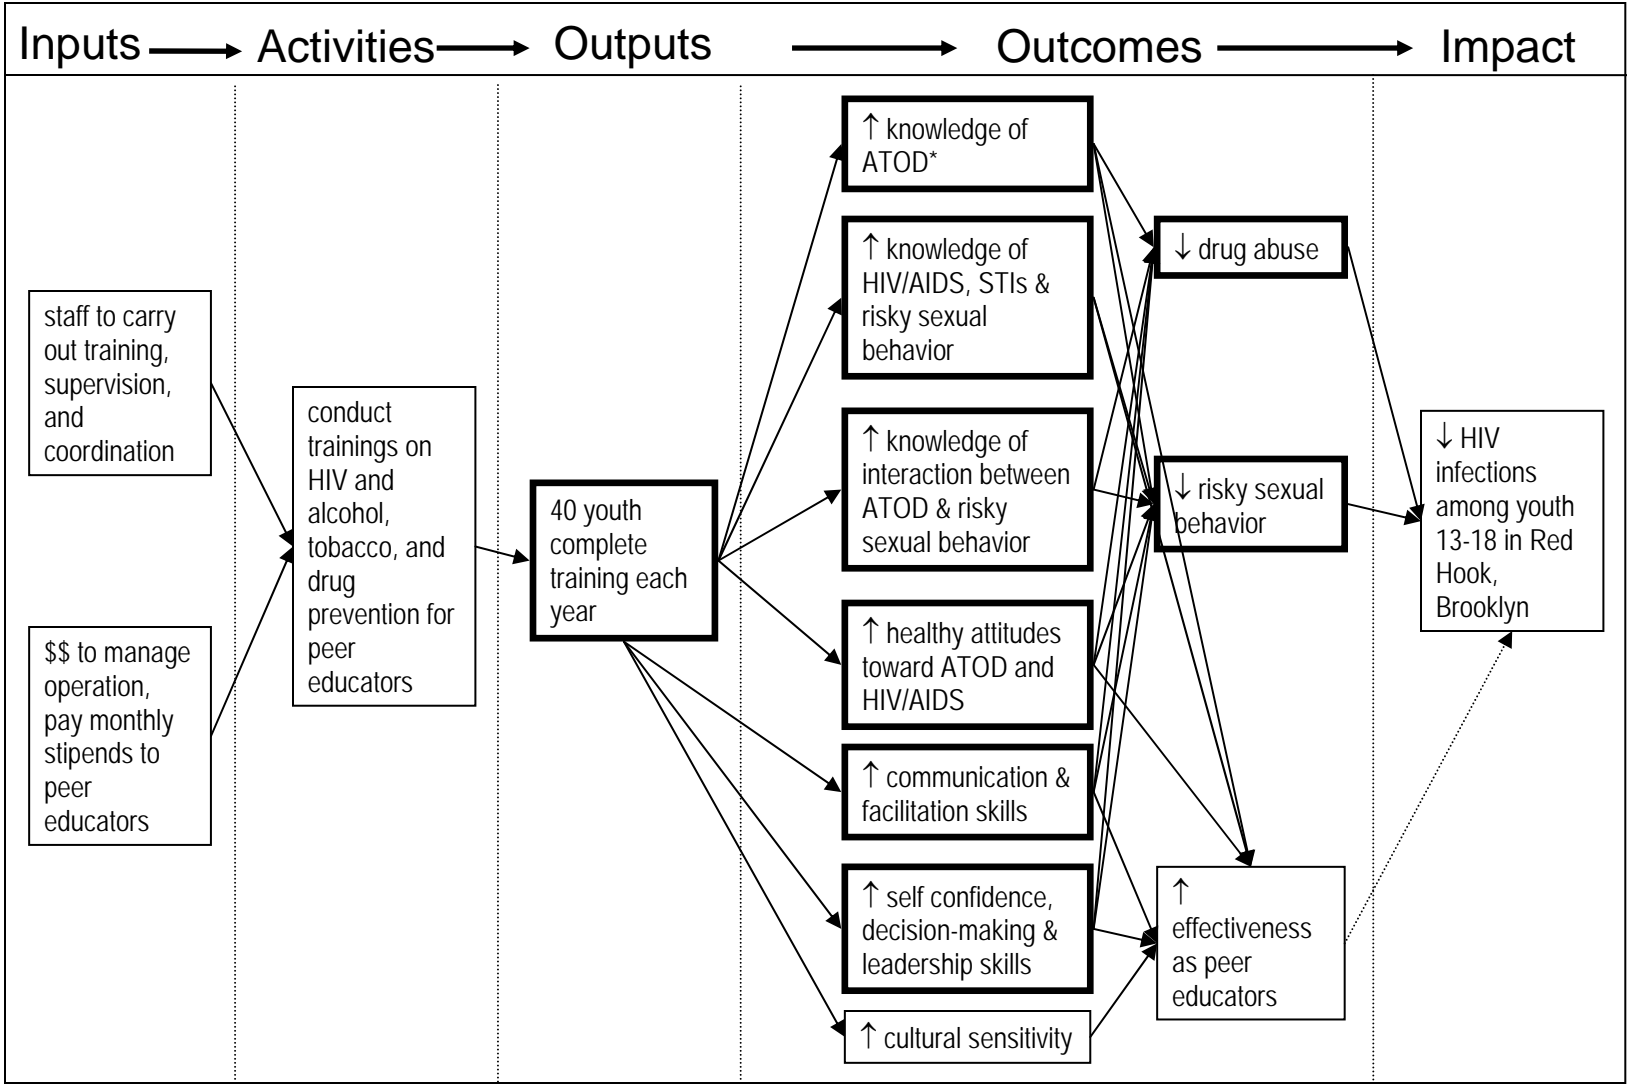 Inputs
Activities
Outputs
Outcomes
Impact
staff to carry
out training,
supervision,
and
coordination
$$ to manage
operation,
pay monthly
stipends to
peer
educators
conduct
trainings on
HIV and
alcohol,
tobacco, and
drug
prevention for
peer
educators
40 youth
complete
training each
year
↑ knowledge of
ATOD*
↑ knowledge of
HIV/AIDS, STIs &
risky sexual
behavior
↑ knowledge of
interaction between
ATOD & risky
sexual behavior
↑ healthy attitudes
toward ATOD and
HIV/AIDS
↑ communication &
facilitation skills
↑ self confidence,
decision-making &
leadership skills
↑ cultural sensitivity
↓ drug abuse
↓ risky sexual
behavior
↑
effectiveness
as peer
educators
↓ HIV
infections
among youth
13-18 in Red
Hook,
Brooklyn